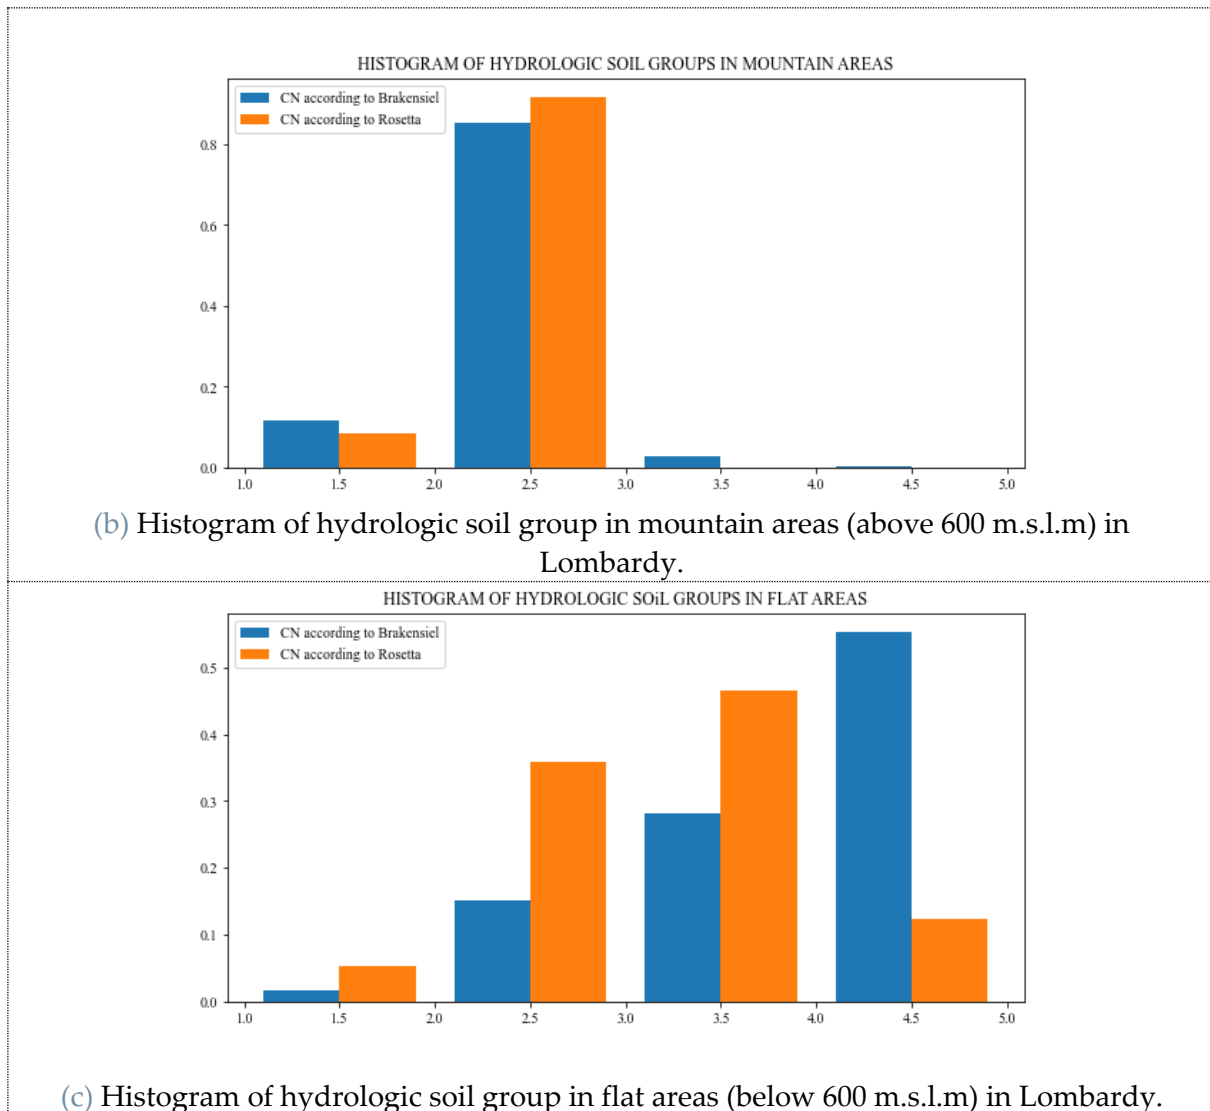 HISTOGRAM OF HYDROLOGIC SOIL GROUPS IN MOUNTAIN AREAS
CN according to Brakensiel
CN according to Rosetta
0.8
0.6
0.4
0.2
0.0
1.0 1.5 2.0 2.5 3.0 3.5 4.0 4.5 5.0
(b) Histogram of hydrologic soil group in mountain areas (above 600 m.s.l.m) in
Lombardy.
HISTOGRAM OF HYDROLOGIC SOiL GROUPS IN FLAT AREAS
CN according to Brakensiel
CN according to Rosetta
0.5
0.4
0.3
0.2
0.1
0.0
1.0 1.5 2.0 2.5 3.0 3.5 4.0 4.5 5.0
(c) Histogram of hydrologic soil group in flat areas (below 600 m.s.l.m) in Lombardy.